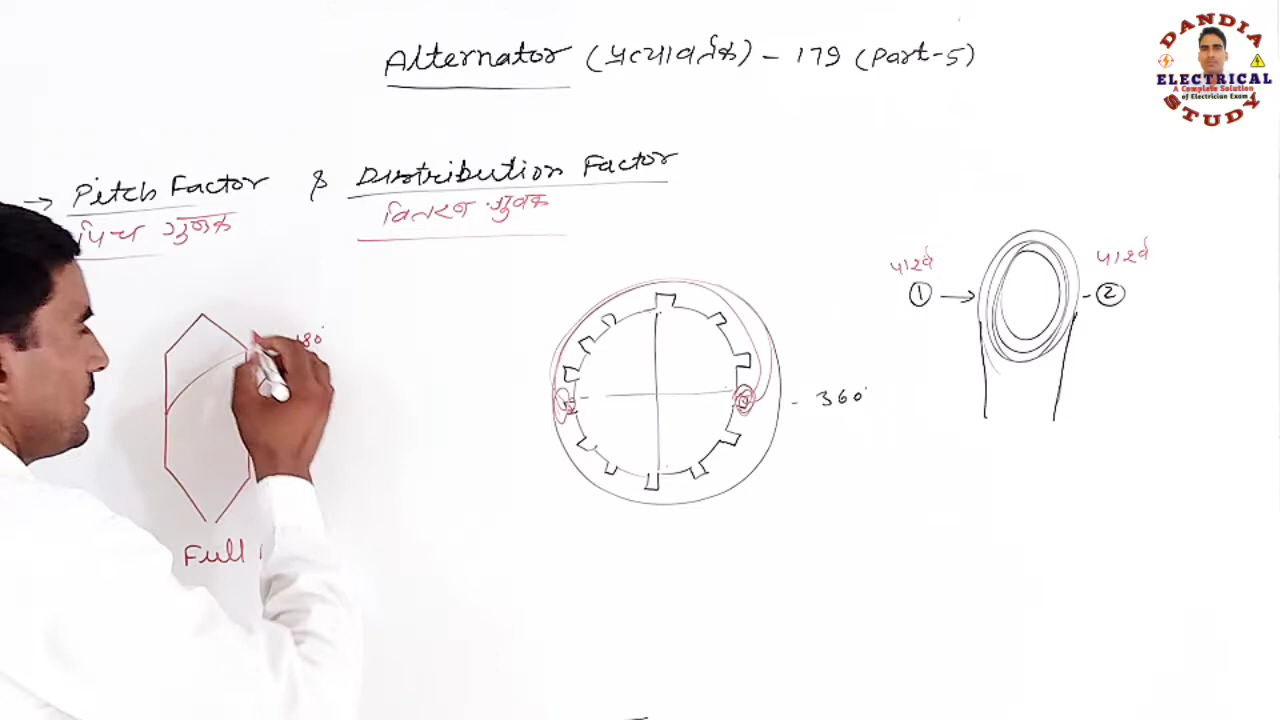 Alternator (प्रत्यावर्तक) - 179 (Part-5)
DANDIA
ELECTRICAL
A Complete Solution
of Electrician Exam
STUDY
→ Pitch Factor & Distribution Factor
पिच गुणक वितरण गुणक
पार्श्व पार्श्व
① ②
180°
- 360°
Full